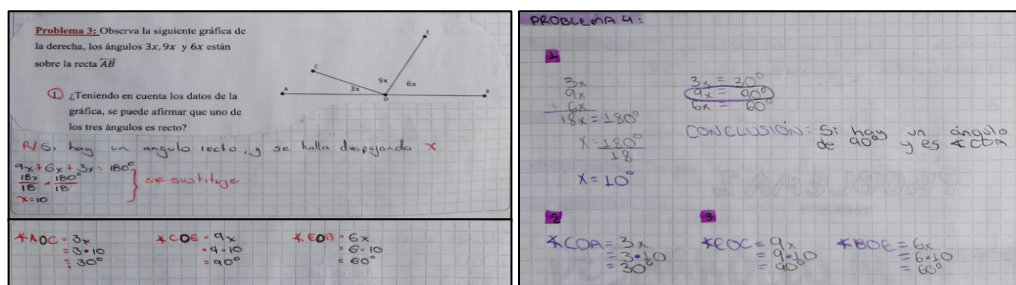 Problema 3: Observa la siguiente gráfica de
la derecha, los ángulos 3x, 9x y 6x están
sobre la recta AB
1 ¿Teniendo en cuenta los datos de la
gráfica, se puede afirmar que uno de
los tres ángulos es recto?
C
E
9x
3x
6x
A
O
B
R/ Si hay un angulo recto, y se halla despejando x
9x + 6x + 3x = 180°
18x = 180°
18 18
x = 10
se sustituye
∡AOC = 3x
= 3·10
= 30°
∡COE = 9x
= 9·10
= 90°
∡EOB = 6x
= 6·10
= 60°
PROBLEMA 4:
1
3x
9x
+ 6x
18x = 180°
x = 180°
18
x = 10°
3x = 30°
9x = 90°
6x = 60°
CONCLUSIÓN: Si hay un ángulo
de 90° y es ∡COA
2
∡COA = 3x
= 3·10
= 30°
3
∡EOC = 9x
= 9·10
= 90°
∡BOE = 6x
= 6·10
= 60°